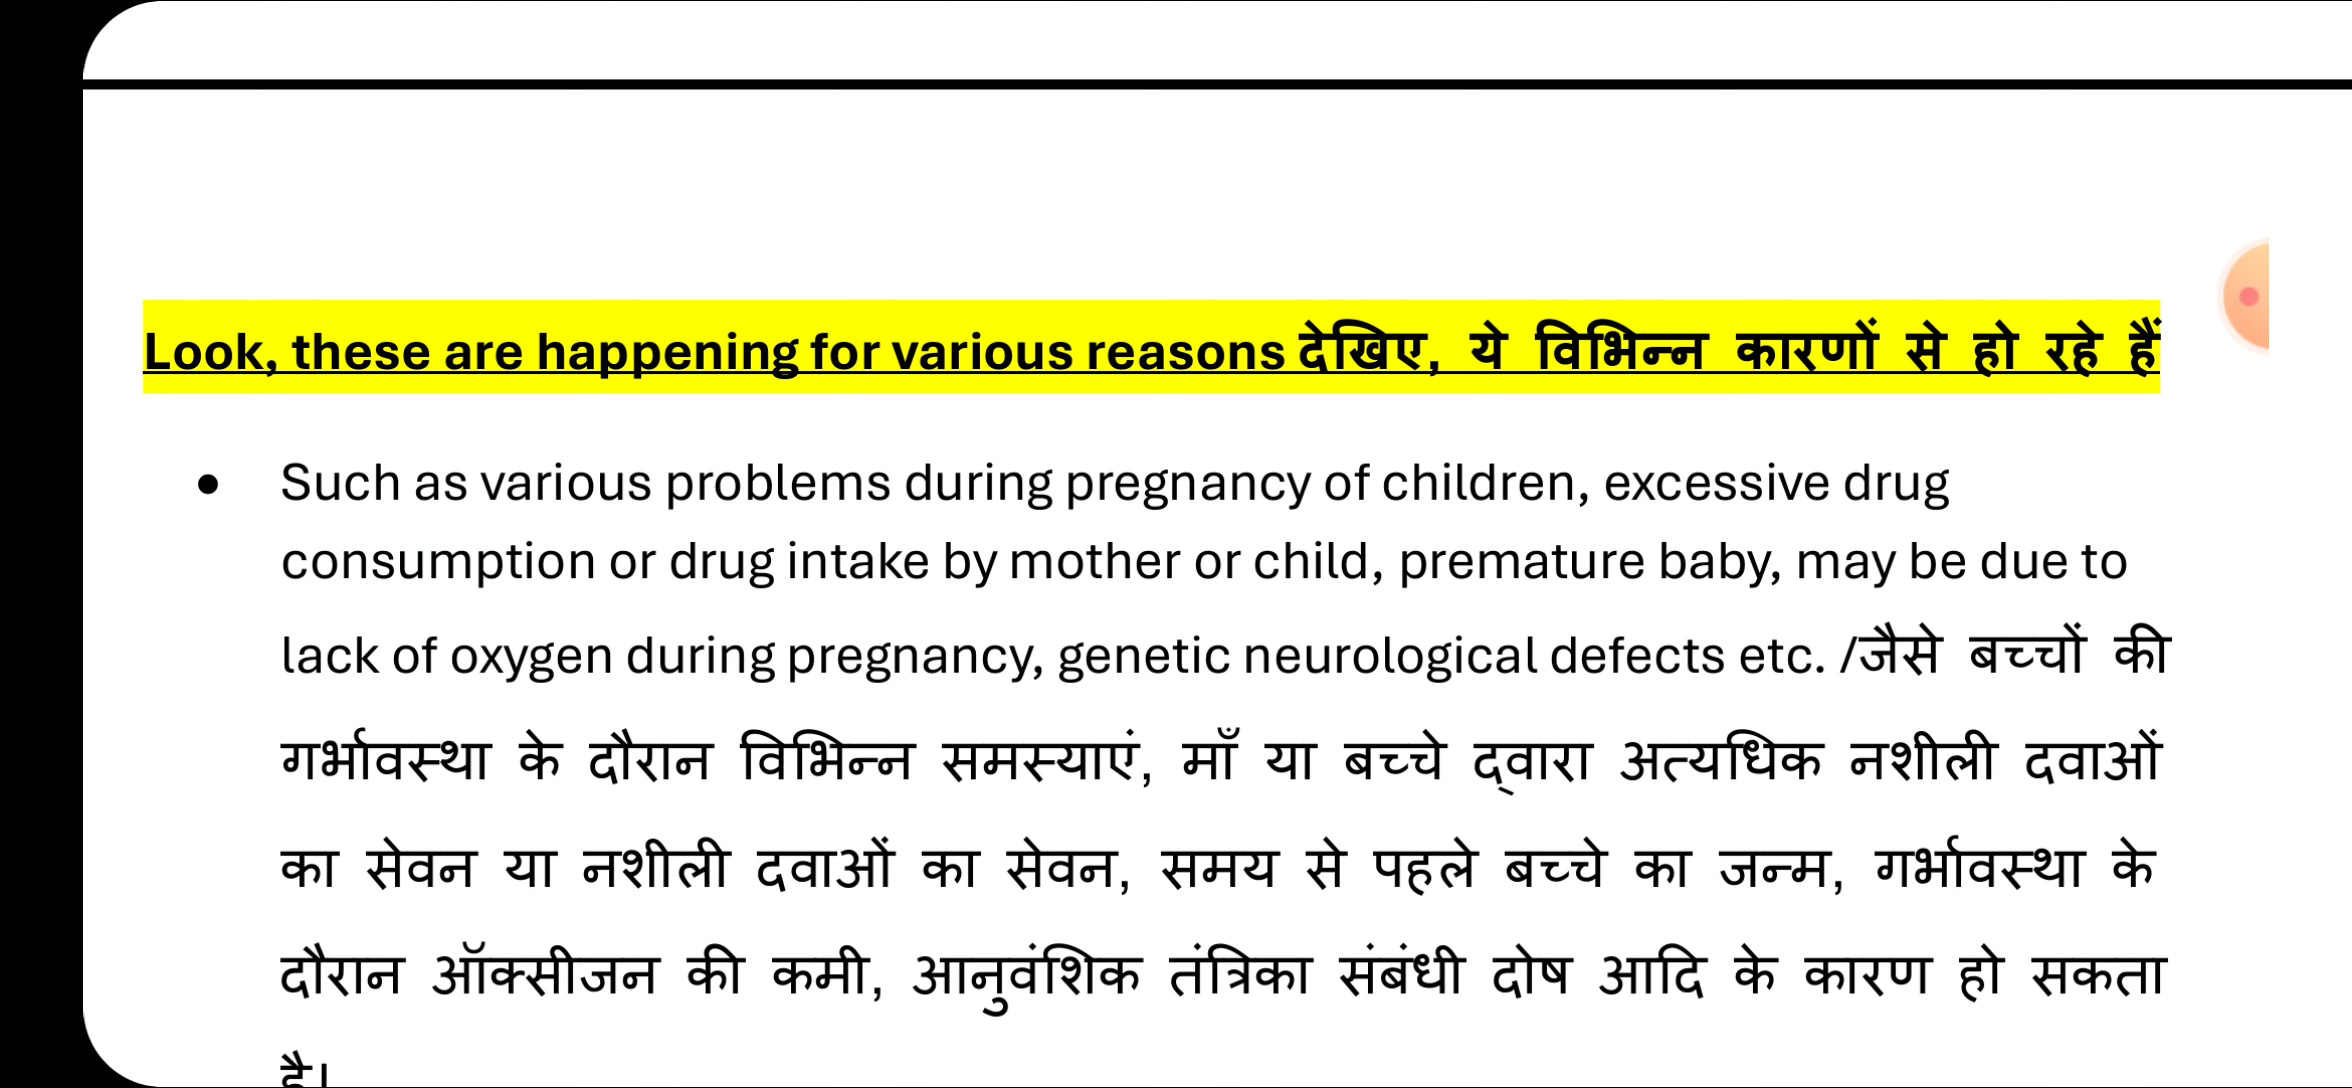 Look, these are happening for various reasons देखिए, ये विभिन्न कारणों से हो रहे हैं
• Such as various problems during pregnancy of children, excessive drug
consumption or drug intake by mother or child, premature baby, may be due to
lack of oxygen during pregnancy, genetic neurological defects etc. /जैसे बच्चों की
गर्भावस्था के दौरान विभिन्न समस्याएं, माँ या बच्चे द्वारा अत्यधिक नशीली दवाओं
का सेवन या नशीली दवाओं का सेवन, समय से पहले बच्चे का जन्म, गर्भावस्था के
दौरान ऑक्सीजन की कमी, आनुवंशिक तंत्रिका संबंधी दोष आदि के कारण हो सकता
है।